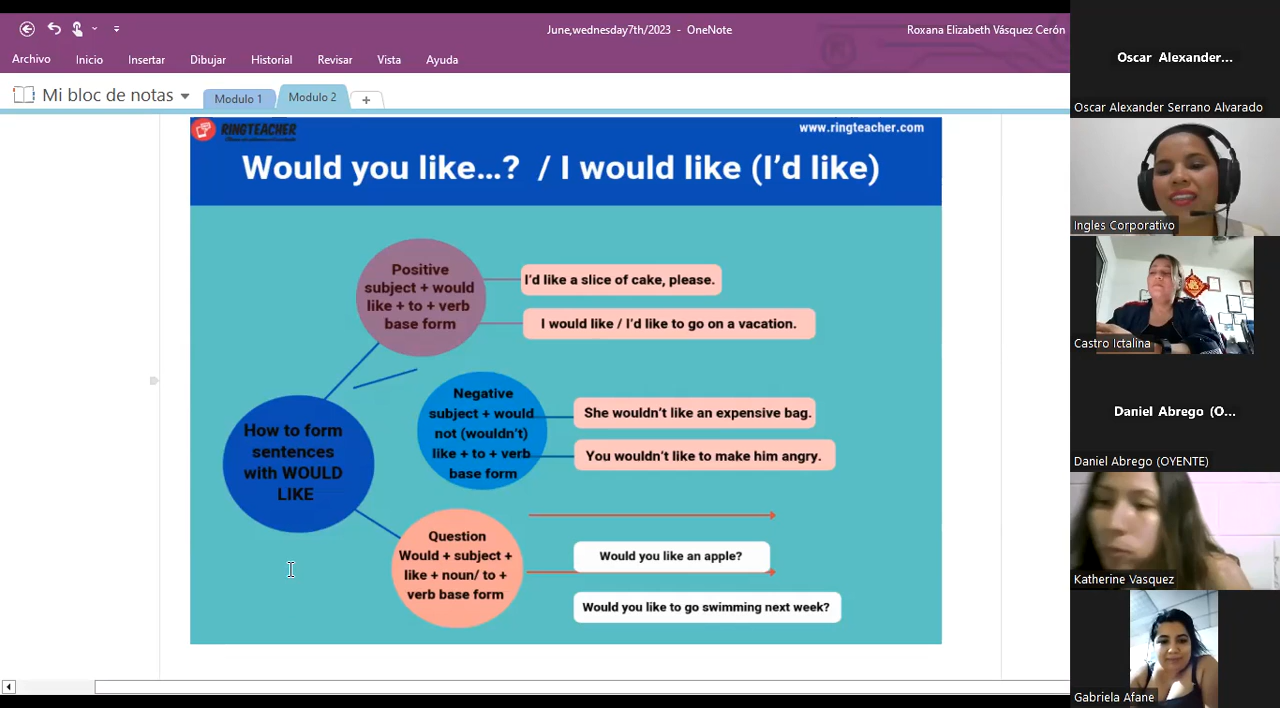 June,wednesday7th/2023 - OneNote
Roxana Elizabeth Vásquez Cerón
Archivo Inicio Insertar Dibujar Historial Revisar Vista Ayuda
Mi bloc de notas
Modulo 1
Modulo 2
RINGTEACHER
www.ringteacher.com
Would you like...? / I would like (I'd like)
Positive
subject + would
like + to + verb
base form
I'd like a slice of cake, please.
I would like / I'd like to go on a vacation.
Negative
subject + would
not (wouldn't)
like + to + verb
base form
She wouldn't like an expensive bag.
You wouldn't like to make him angry.
How to form
sentences
with WOULD
LIKE
Question
Would + subject +
like + noun/ to +
verb base form
Would you like an apple?
Would you like to go swimming next week?
Oscar Alexander...
Oscar Alexander Serrano Alvarado
Ingles Corporativo
Castro Ictalina
Daniel Abrego (O...
Daniel Abrego (OYENTE)
Katherine Vasquez
Gabriela Afane